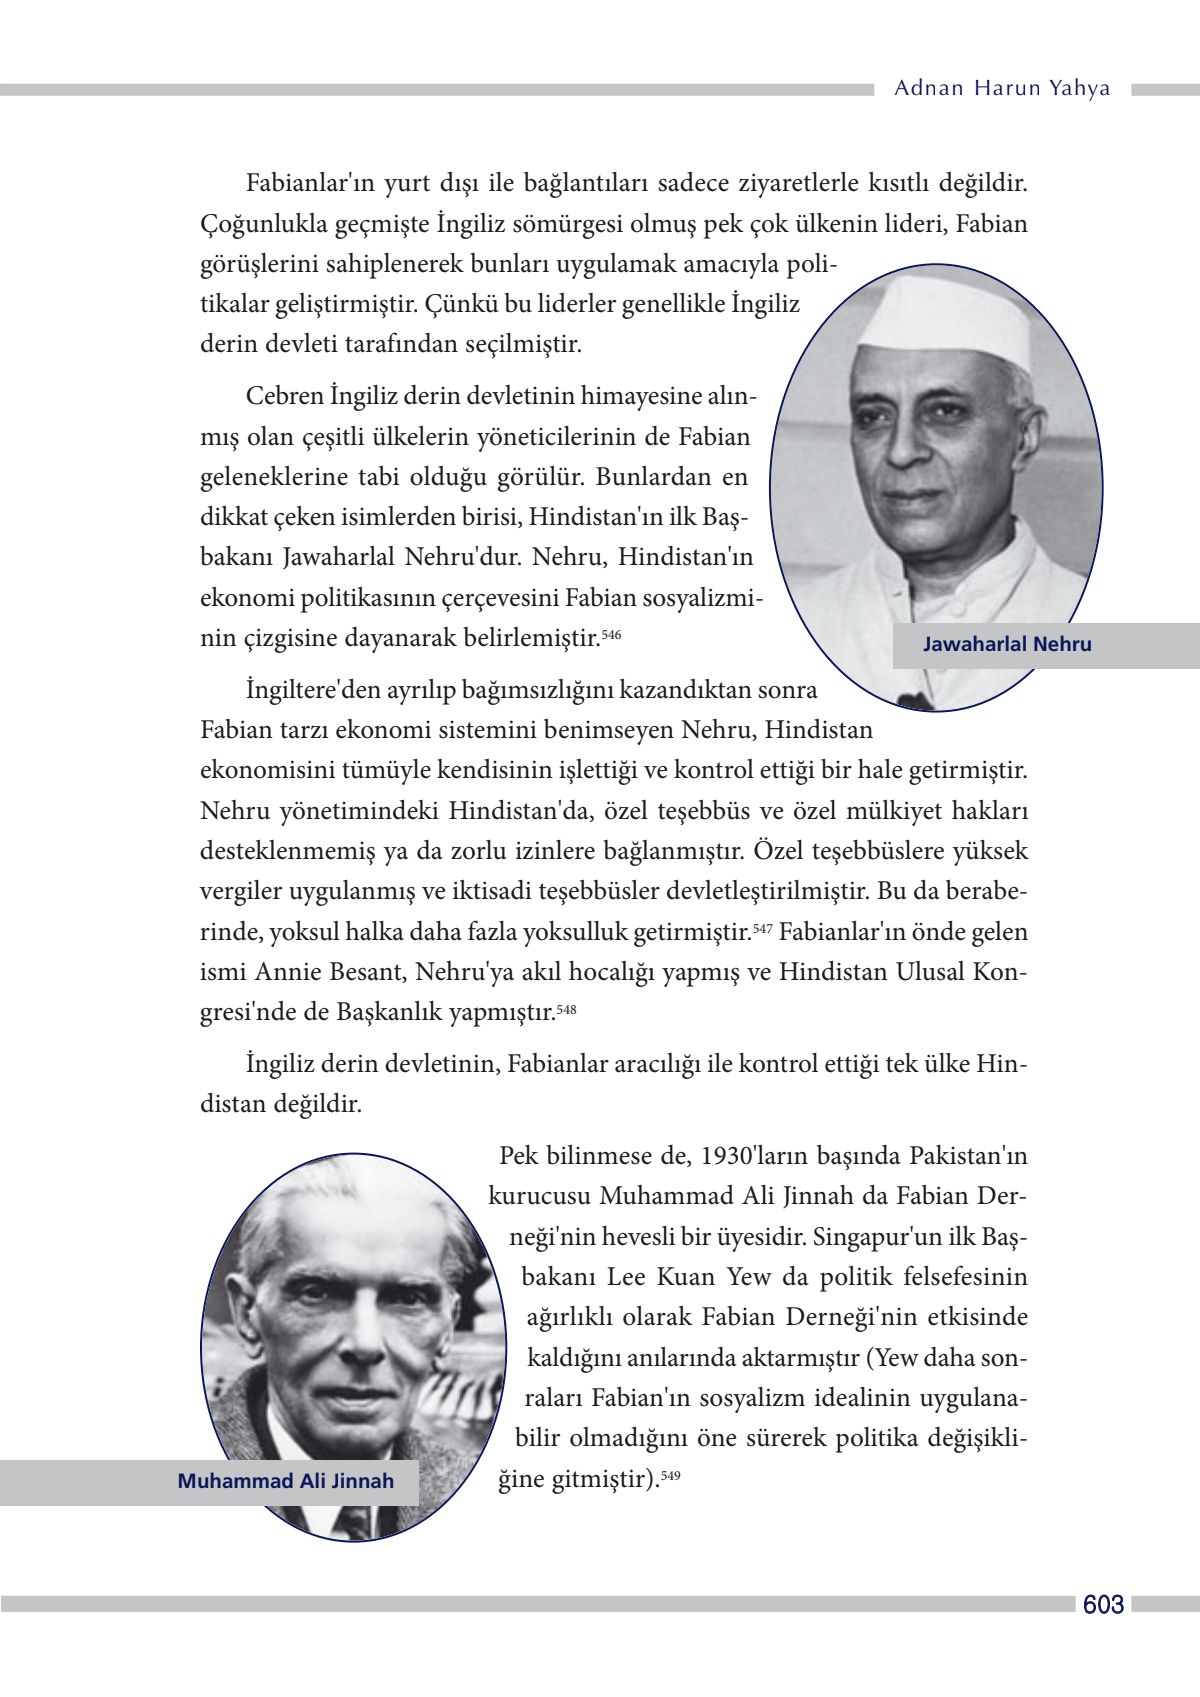 Adnan Harun Yahya
Fabianlar'ın yurt dışı ile bağlantıları sadece ziyaretlerle kısıtlı değildir.
Çoğunlukla geçmişte İngiliz sömürgesi olmuş pek çok ülkenin lideri, Fabian
görüşlerini sahiplenerek bunları uygulamak amacıyla poli-
tikalar geliştirmiştir. Çünkü bu liderler genellikle İngiliz
derin devleti tarafından seçilmiştir.
Cebren İngiliz derin devletinin himayesine alın-
mış olan çeşitli ülkelerin yöneticilerinin de Fabian
geleneklerine tabi olduğu görülür. Bunlardan en
dikkat çeken isimlerden birisi, Hindistan'ın ilk Baş-
bakanı Jawaharlal Nehru'dur. Nehru, Hindistan'ın
ekonomi politikasının çerçevesini Fabian sosyalizmi-
nin çizgisine dayanarak belirlemiştir.546
Jawaharlal Nehru
İngiltere'den ayrılıp bağımsızlığını kazandıktan sonra
Fabian tarzı ekonomi sistemini benimseyen Nehru, Hindistan
ekonomisini tümüyle kendisinin işlettiği ve kontrol ettiği bir hale getirmiştir.
Nehru yönetimindeki Hindistan'da, özel teşebbüs ve özel mülkiyet hakları
desteklenmemiş ya da zorlu izinlere bağlanmıştır. Özel teşebbüslere yüksek
vergiler uygulanmış ve iktisadi teşebbüsler devletleştirilmiştir. Bu da berabe-
rinde, yoksul halka daha fazla yoksulluk getirmiştir.547 Fabianlar'ın önde gelen
ismi Annie Besant, Nehru'ya akıl hocalığı yapmış ve Hindistan Ulusal Kon-
gresi'nde de Başkanlık yapmıştır.548
İngiliz derin devletinin, Fabianlar aracılığı ile kontrol ettiği tek ülke Hin-
distan değildir.
Pek bilinmese de, 1930'ların başında Pakistan'ın
kurucusu Muhammad Ali Jinnah da Fabian Der-
neği'nin hevesli bir üyesidir. Singapur'un ilk Baş-
bakanı Lee Kuan Yew da politik felsefesinin
ağırlıklı olarak Fabian Derneği'nin etkisinde
kaldığını anılarında aktarmıştır (Yew daha son-
raları Fabian'ın sosyalizm idealinin uygulana-
bilir olmadığını öne sürerek politika değişikli-
ğine gitmiştir).549
Muhammad Ali Jinnah
603